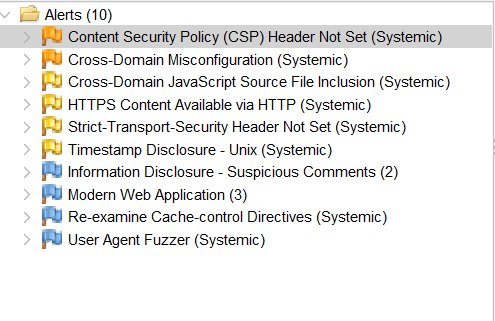 Alerts (10)
Content Security Policy (CSP) Header Not Set (Systemic)
Cross-Domain Misconfiguration (Systemic)
Cross-Domain JavaScript Source File Inclusion (Systemic)
HTTPS Content Available via HTTP (Systemic)
Strict-Transport-Security Header Not Set (Systemic)
Timestamp Disclosure - Unix (Systemic)
Information Disclosure - Suspicious Comments (2)
Modern Web Application (3)
Re-examine Cache-control Directives (Systemic)
User Agent Fuzzer (Systemic)